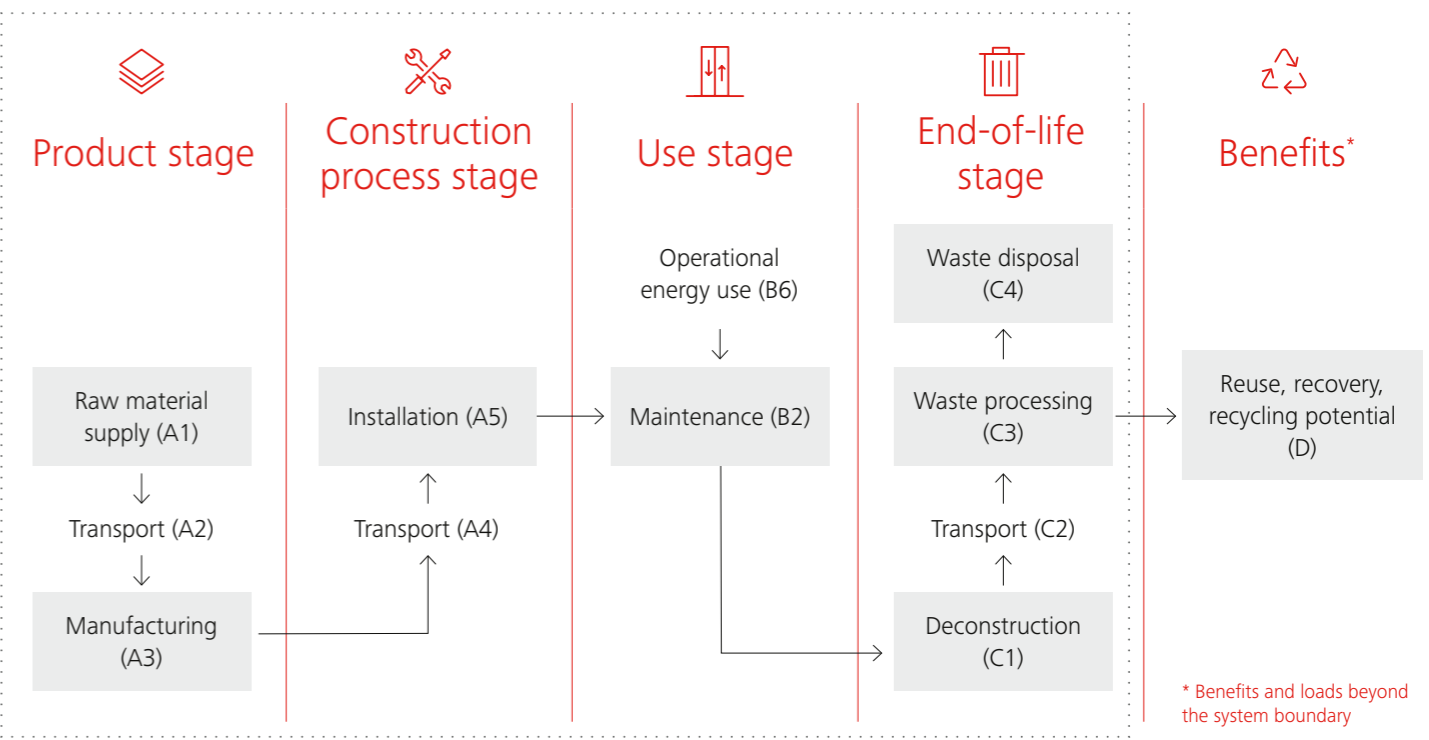 Product stage
Raw material
supply (A1)
Transport (A2)
Manufacturing
(A3)
Construction
process stage
Installation (A5)
Transport (A4)
Use stage
Operational
energy use (B6)
Maintenance (B2)
End-of-life
stage
Waste disposal
(C4)
Waste processing
(C3)
Transport (C2)
Deconstruction
(C1)
Benefits*
Reuse, recovery,
recycling potential
(D)
* Benefits and loads beyond
the system boundary